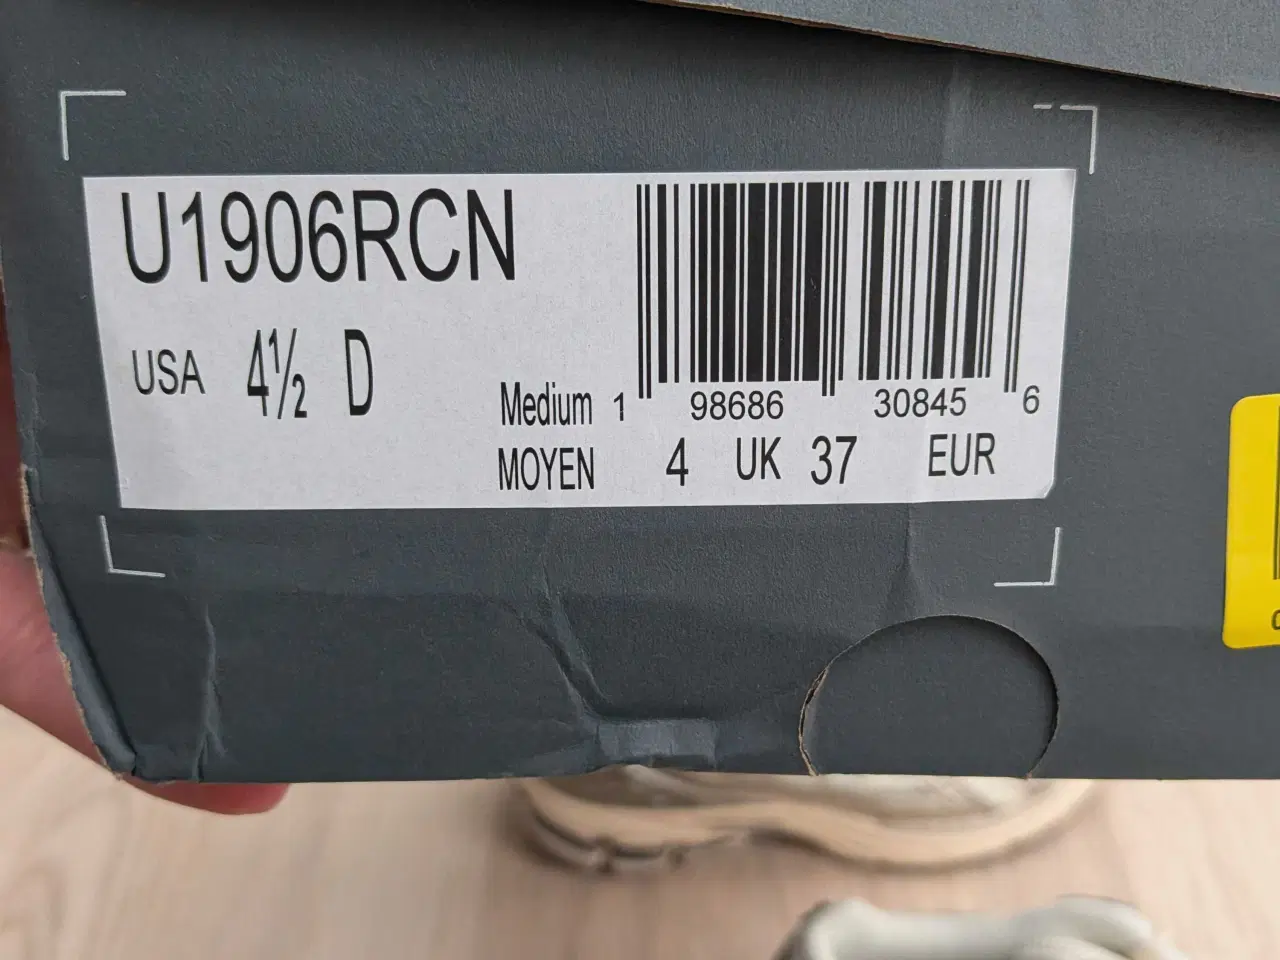 U1906RCN
USA 4½ D
Medium 1 98686 30845 6
MOYEN 4 UK 37 EUR